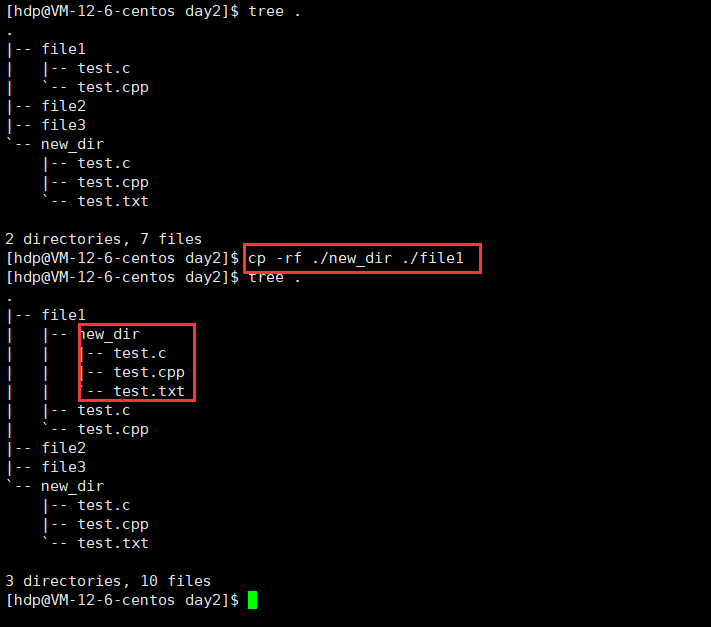 [hdp@VM-12-6-centos day2]$ tree .
.
|-- file1
|   |-- test.c
|   `-- test.cpp
|-- file2
|-- file3
`-- new_dir
    |-- test.c
    |-- test.cpp
    `-- test.txt

2 directories, 7 files
[hdp@VM-12-6-centos day2]$ cp -rf ./new_dir ./file1
[hdp@VM-12-6-centos day2]$ tree .
.
|-- file1
|   |-- new_dir
|   |   |-- test.c
|   |   |-- test.cpp
|   |   `-- test.txt
|   |-- test.c
|   `-- test.cpp
|-- file2
|-- file3
`-- new_dir
    |-- test.c
    |-- test.cpp
    `-- test.txt

3 directories, 10 files
[hdp@VM-12-6-centos day2]$